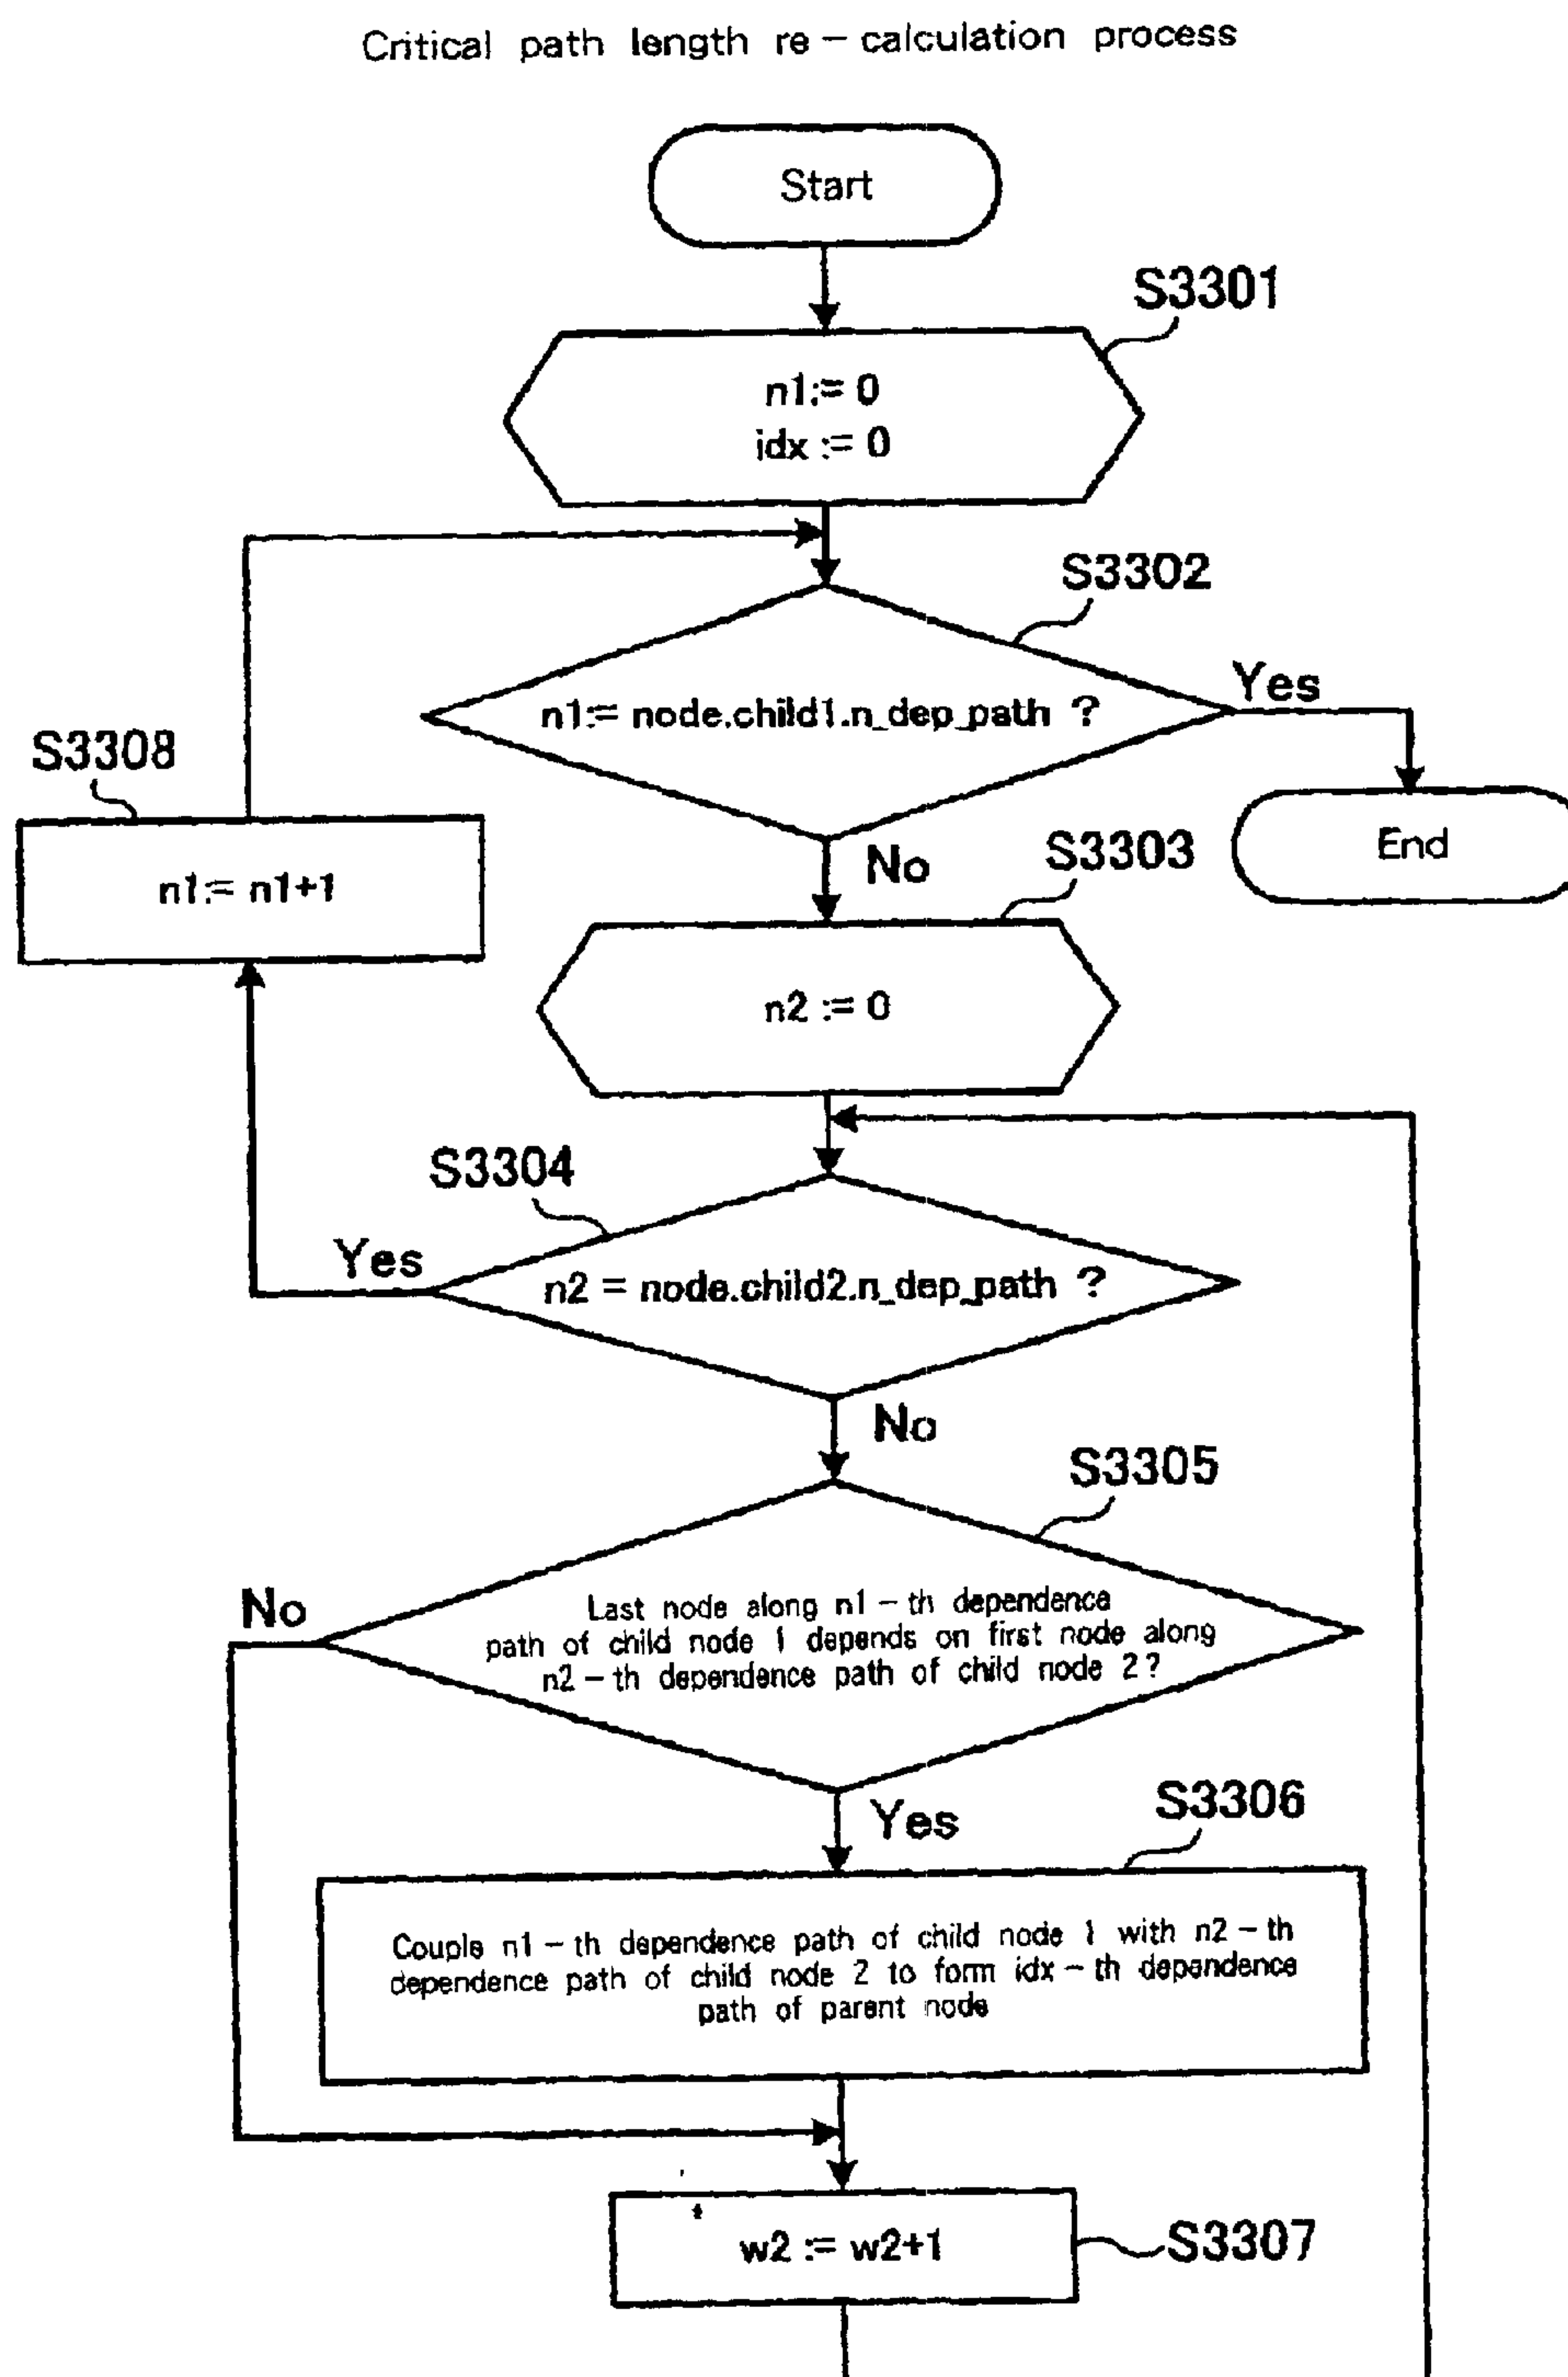 Critical path length re - calculation process
Start
S3301
n1:= 0
idx := 0
S3302
n1:= node.child1.n_dep_path ?
Yes
S3308
n1:= n1+1
End
No
S3303
n2 := 0
S3304
Yes
n2 = node.child2.n_dep_path ?
No
S3305
No
Last node along n1 - th dependence
path of child node 1 depends on first node along
n2 - th dependence path of child node 2?
Yes
S3306
Couple n1 - th dependence path of child node 1 with n2 - th
dependence path of child node 2 to form idx - th dependence
path of parent node
w2 := w2+1
S3307